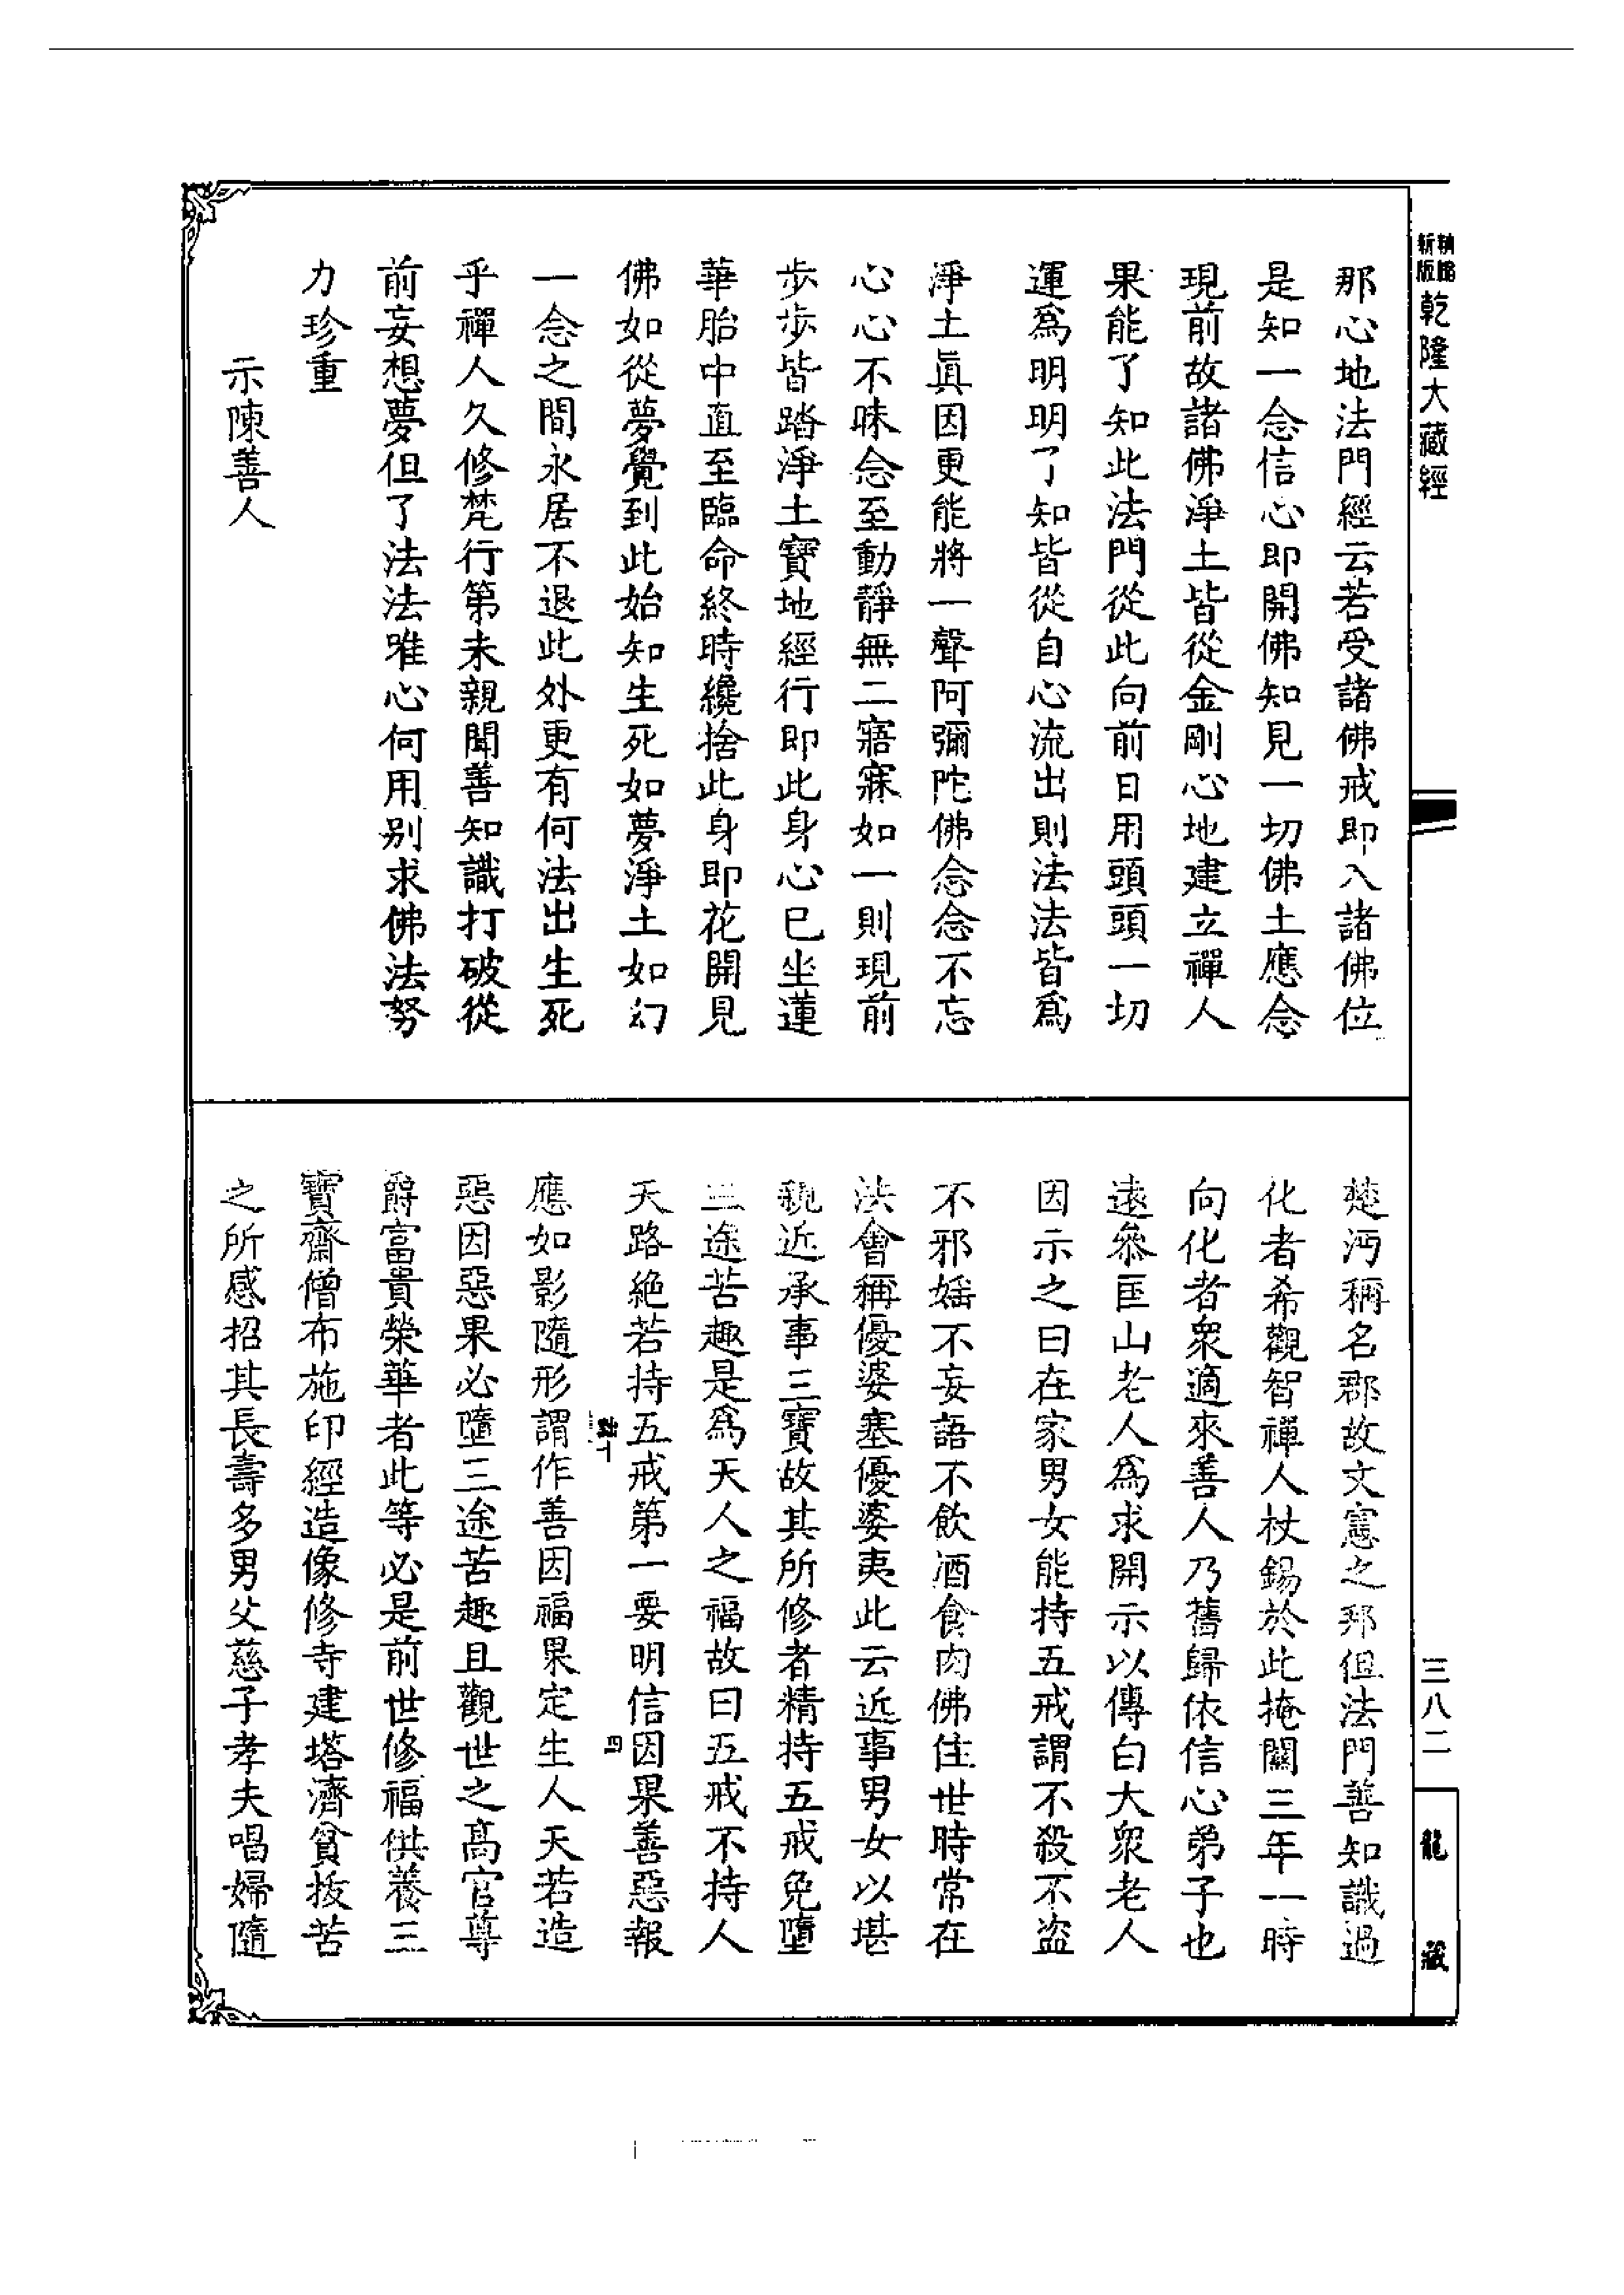 新版
精縮
乾隆大藏經
那心地法門經云若受諸佛戒即入諸佛位
是知一念信心即開佛知見一切佛土應念
現前故諸佛淨土皆從金剛心地建立禪人
果能了知此法門從此向前日用頭頭一切
運爲明明了知皆從自心流出則法法皆爲
淨土眞因更能將一聲阿彌陀佛念念不忘
心心不昧念至動靜無二寤寐如一則現前
步步皆踏淨土寶地經行即此身心已坐蓮
華胎中直至臨命終時纔捨此身即花開見
佛如從夢覺到此始知生死如夢淨土如幻
一念之間永居不退此外更有何法出生死
乎禪人久修梵行第未親聞善知識打破從
前妄想夢但了法法唯心何用別求佛法努
力珍重
示陳善人
楚沔稱名郡故文憲之邦但法門善知識過
化者希觀智禪人杖錫於此掩關三年一時
向化者衆適來善人乃舊歸依信心弟子也
遠參匡山老人爲求開示以傳白大衆老人
因示之曰在家男女能持五戒謂不殺不盜
不邪婬不妄語不飲酒食肉佛住世時常在
法會稱優婆塞優婆夷此云近事男女以堪
親近承事三寶故其所修者精持五戒免墮
三途苦趣是爲天人之福故曰五戒不持人
天路絕若持五戒第一要明信因果善惡報
十
四
應如影隨形謂作善因福果定生人天若造
惡因惡果必墮三途苦趣且觀世之高官尊
爵富貴榮華者此等必是前世修福供養三
寶齋僧布施印經造像修寺建塔濟貧拔苦
之所感招其長壽多男父慈子孝夫唱婦隨
三八二
龍藏